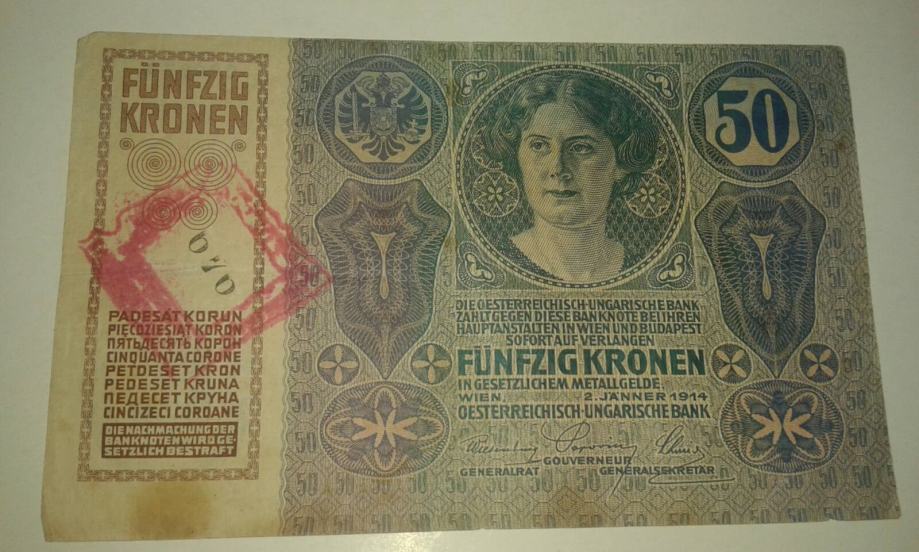 FÜNFZIG
KRONEN
070
PADESÁT KORUN
PIĘĆDZIESIĄT KORON
ПЯТЬДЕСЯТЬ КОРОН
CINQUANTA CORONE
PETDESET KRON
PEDESET KRUNA
ПЕДЕСЕТ КРУНА
CINCIZECI COROANE
DIE NACHMACHUNG DER
BANKNOTEN WIRD GE-
SETZLICH BESTRAFT
50
DIE OESTERREICHISCH-UNGARISCHE BANK
ZAHLT GEGEN DIESE BANKNOTE BEI IHREN
HAUPTANSTALTEN IN WIEN UND BUDAPEST
SOFORT AUF VERLANGEN
FÜNFZIG KRONEN
IN GESETZLICHEM METALLGELDE.
WIEN, 2. JÄNNER 1914
OESTERREICHISCH-UNGARISCHE BANK
GOUVERNEUR
GENERALRAT GENERALSEKRETÄR